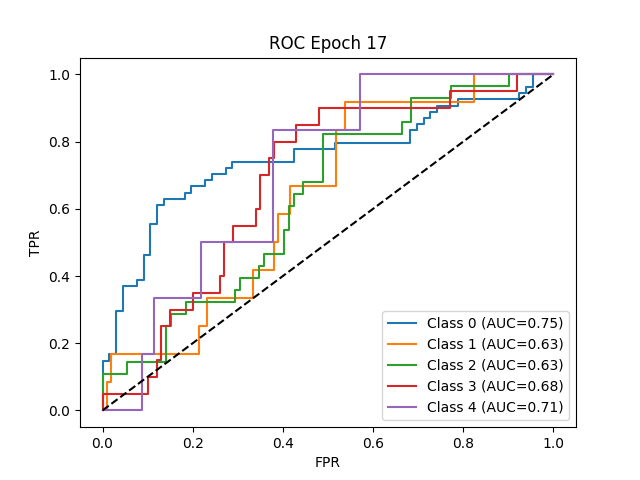 ROC Epoch 17
TPR
1.0
0.8
0.6
0.4
0.2
0.0
Class 0 (AUC=0.75)
Class 1 (AUC=0.63)
Class 2 (AUC=0.63)
Class 3 (AUC=0.68)
Class 4 (AUC=0.71)
0.0 0.2 0.4 0.6 0.8 1.0
FPR